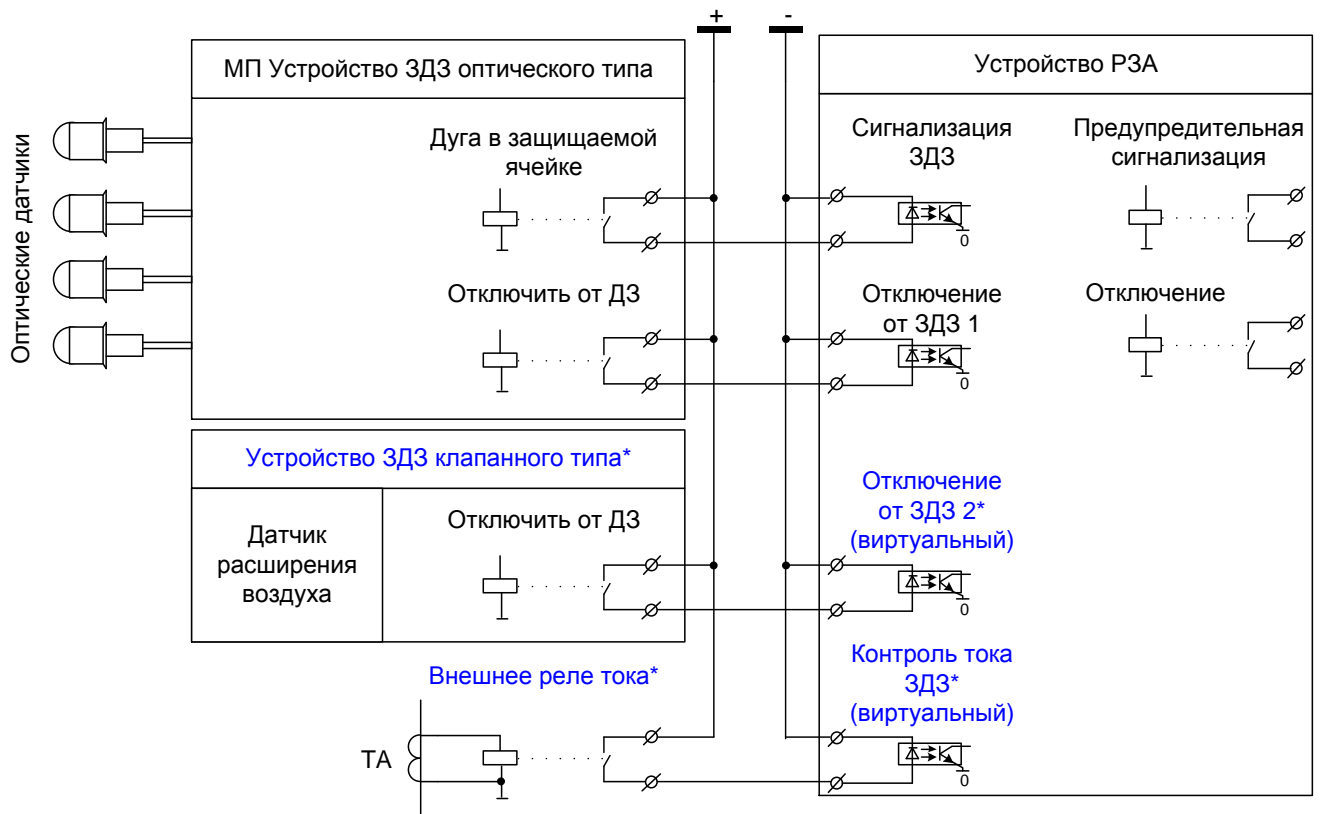 + -
МП Устройство ЗДЗ оптического типа
Устройство РЗА
Оптические датчики
Дуга в защищаемой
ячейке
Сигнализация
ЗДЗ
Предупредительная
сигнализация
0
Отключить от ДЗ
Отключение
от ЗДЗ 1
Отключение
0
Устройство ЗДЗ клапанного типа*
Датчик
расширения
воздуха
Отключить от ДЗ
Отключение
от ЗДЗ 2*
(виртуальный)
0
Внешнее реле тока*
Контроль тока
ЗДЗ*
(виртуальный)
ТА
0